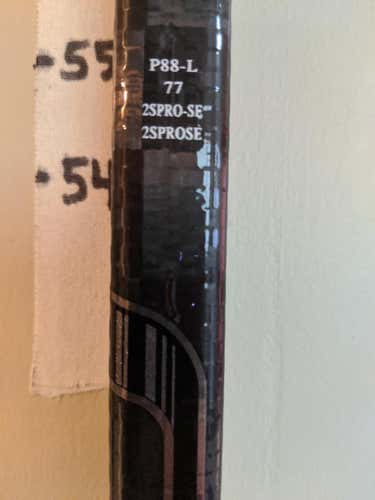 -55
P88-L
77
2SPRO-SE
2SPROSE
-54